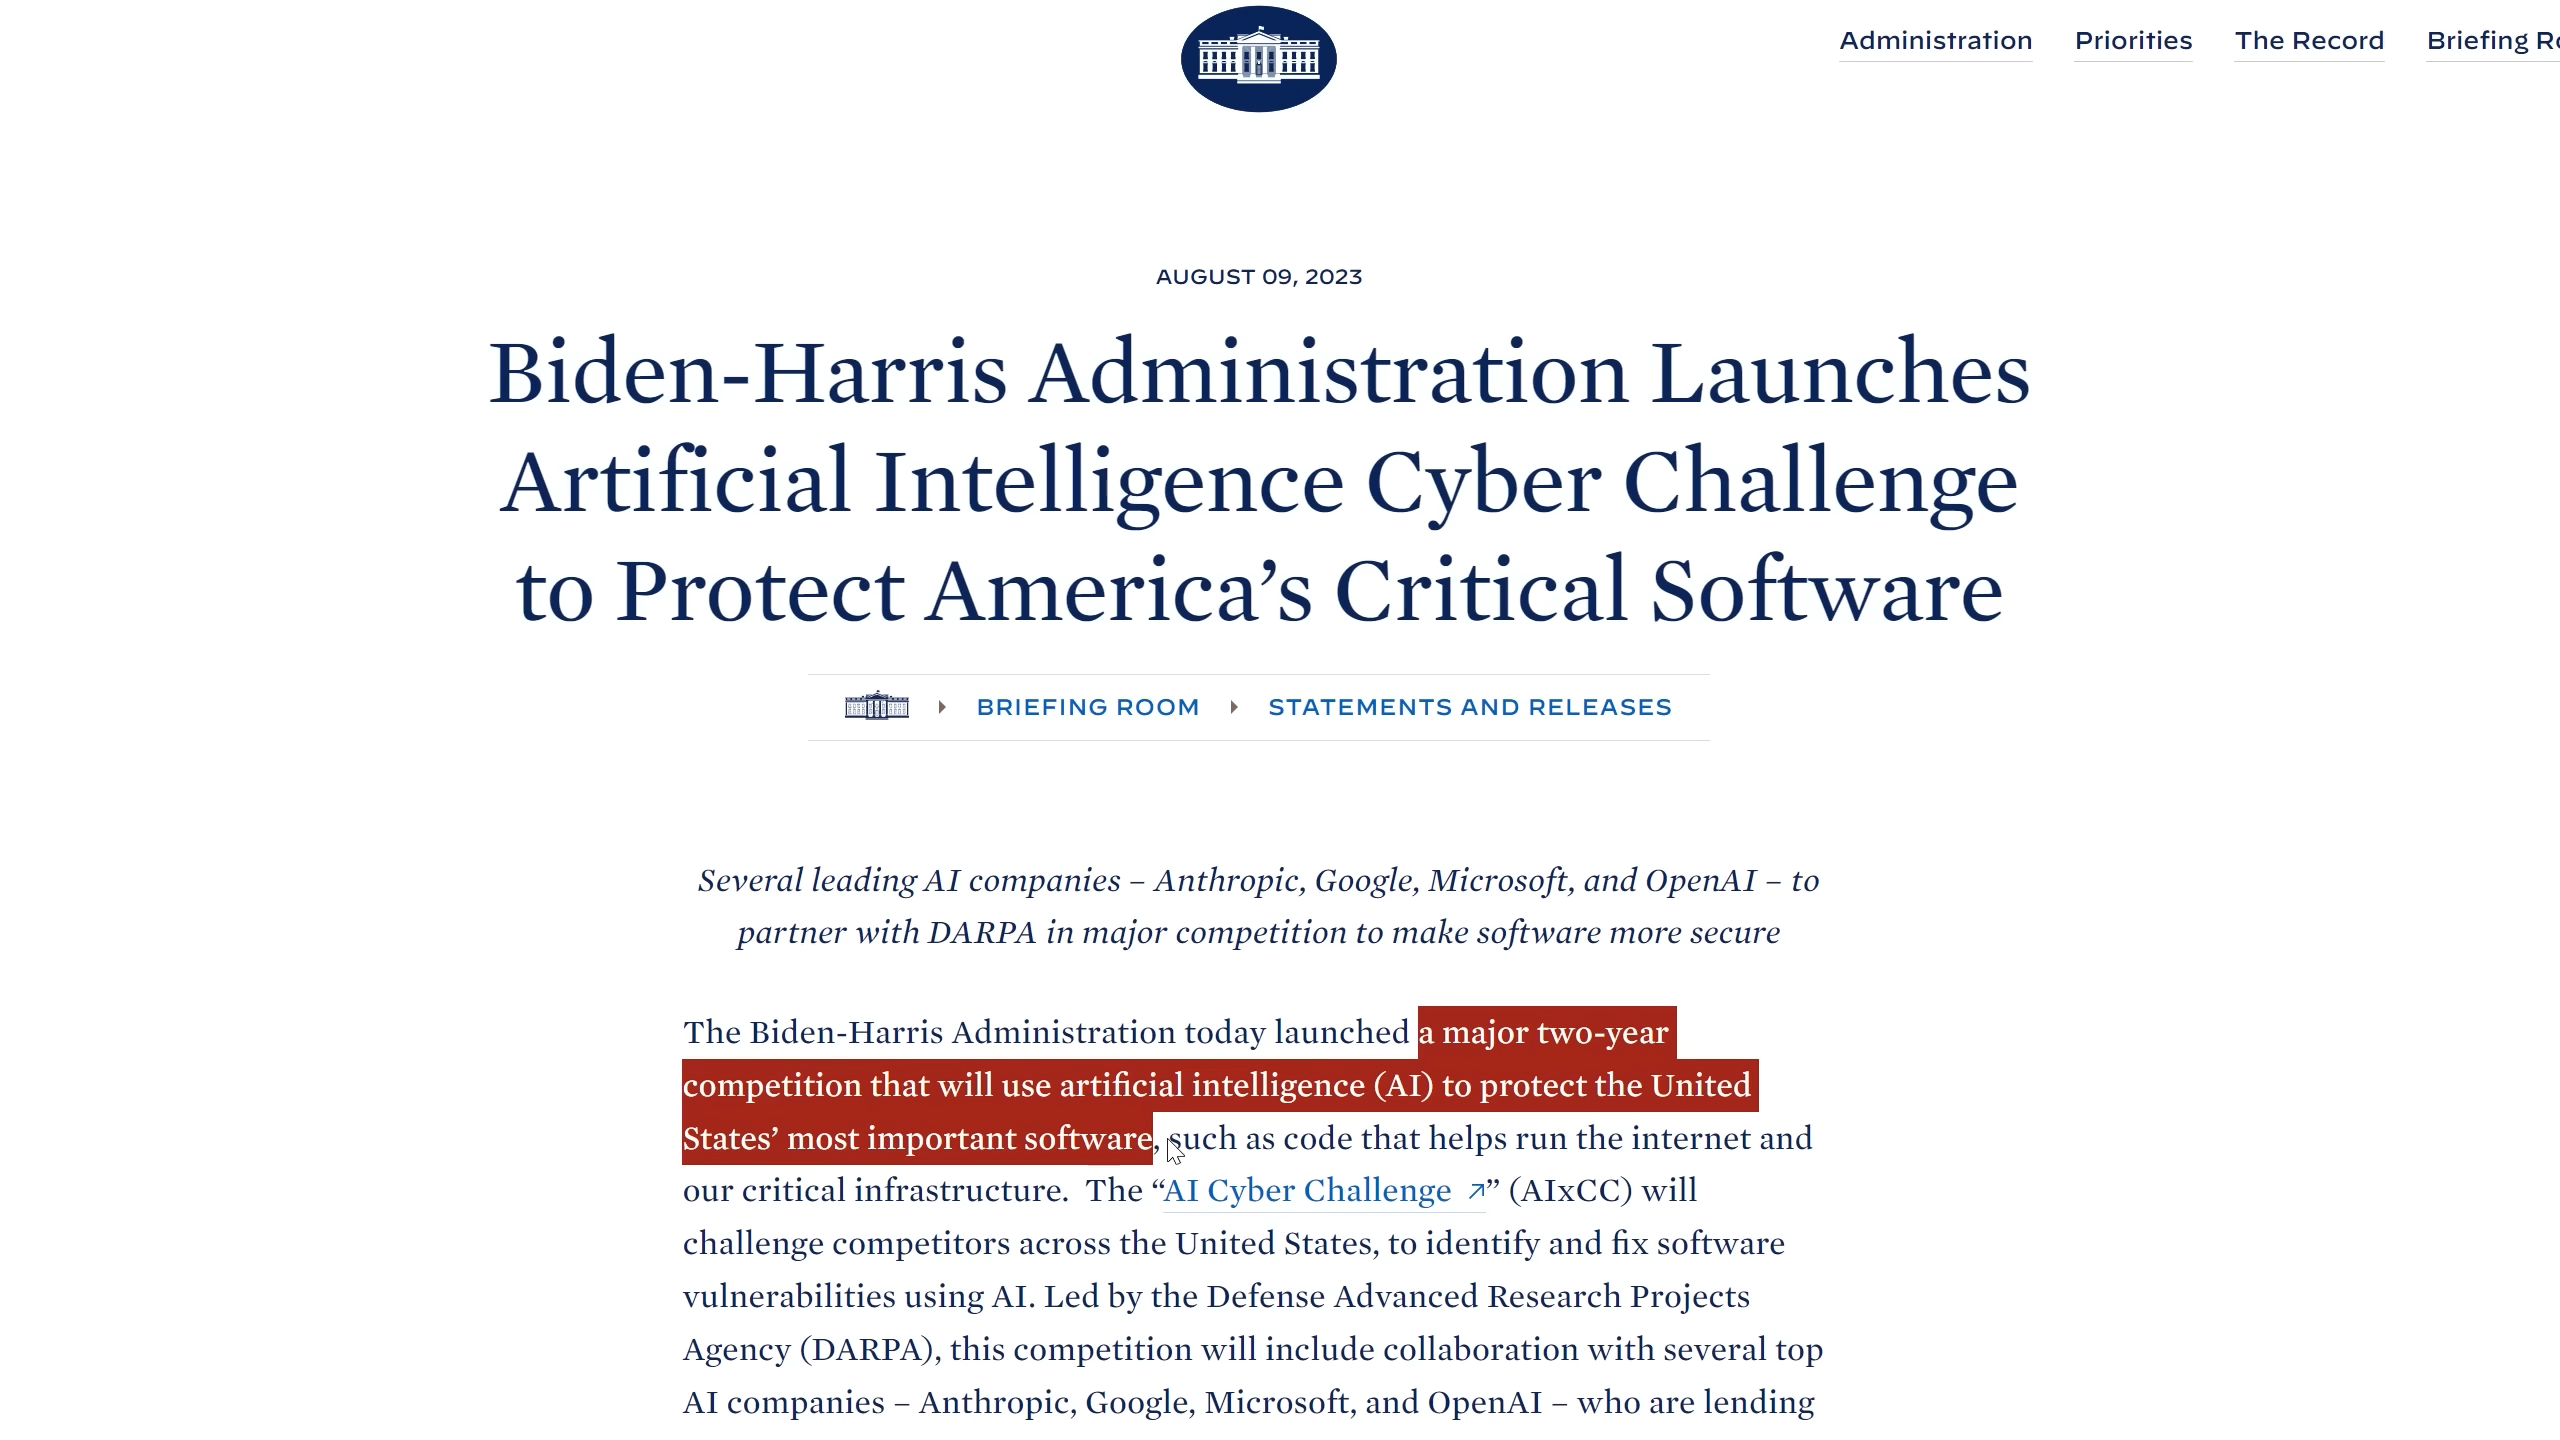 Administration Priorities The Record Briefing
AUGUST 09, 2023
Biden-Harris Administration Launches
Artificial Intelligence Cyber Challenge
to Protect America’s Critical Software
BRIEFING ROOM STATEMENTS AND RELEASES
Several leading AI companies – Anthropic, Google, Microsoft, and OpenAI – to
partner with DARPA in major competition to make software more secure
The Biden-Harris Administration today launched a major two-year
competition that will use artificial intelligence (AI) to protect the United
States’ most important software, such as code that helps run the internet and
our critical infrastructure. The “AI Cyber Challenge ↗” (AIxCC) will
challenge competitors across the United States, to identify and fix software
vulnerabilities using AI. Led by the Defense Advanced Research Projects
Agency (DARPA), this competition will include collaboration with several top
AI companies – Anthropic, Google, Microsoft, and OpenAI – who are lending